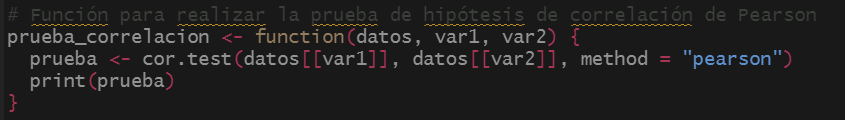 # Función para realizar la prueba de hipótesis de correlación de Pearson
prueba_correlacion <- function(datos, var1, var2) {
  prueba <- cor.test(datos[[var1]], datos[[var2]], method = "pearson")
  print(prueba)
}